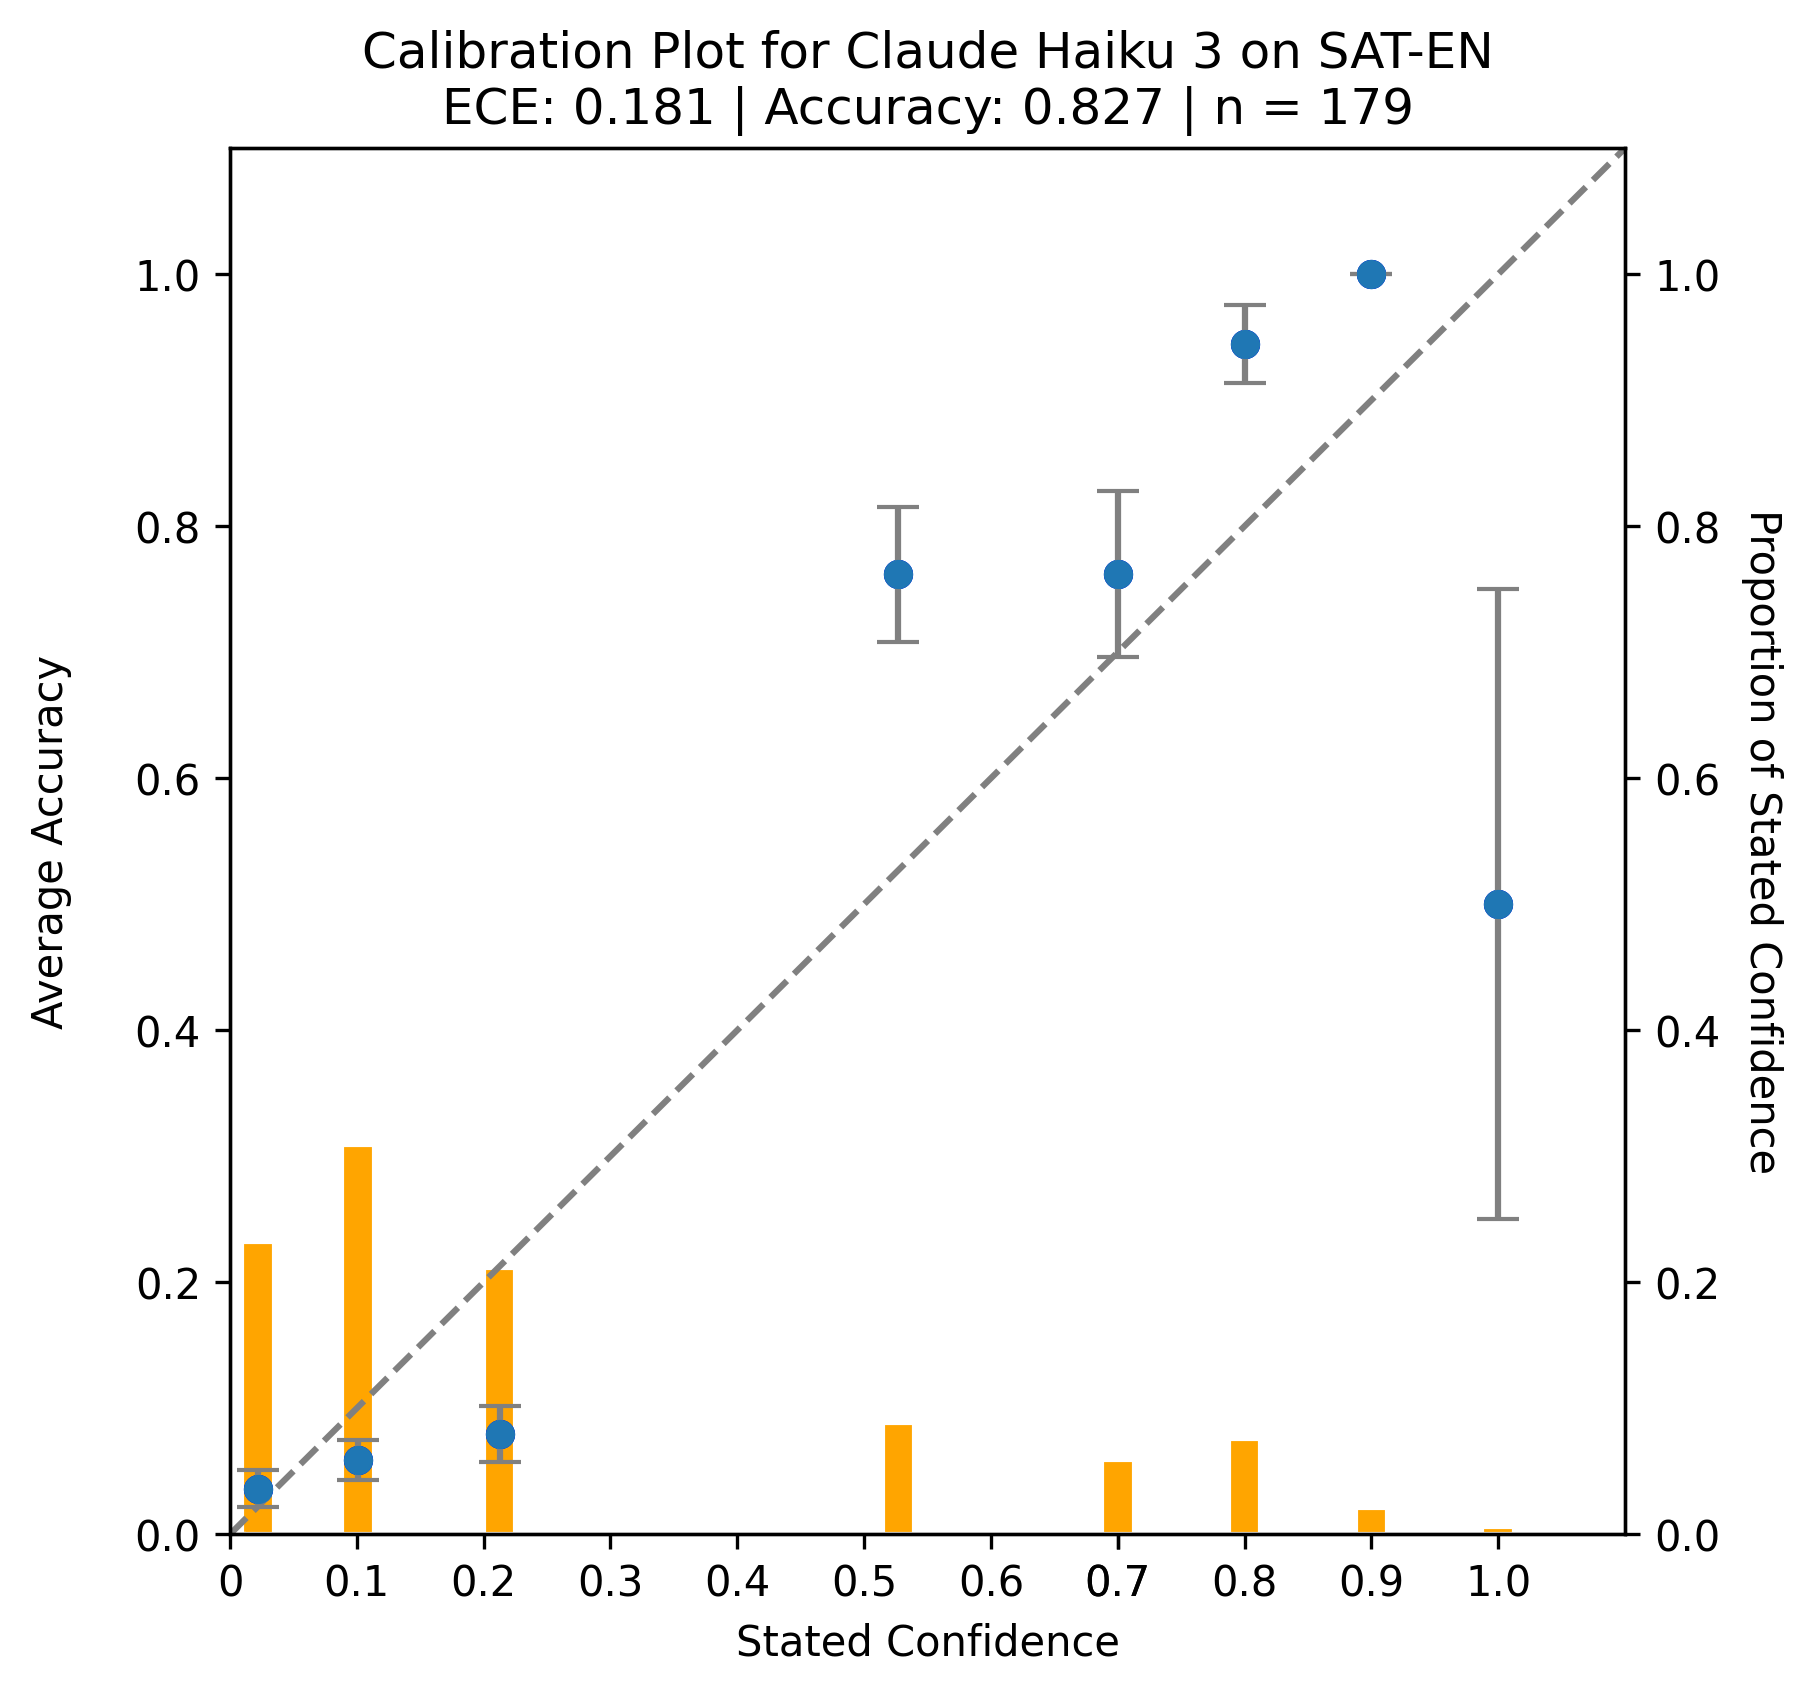 Calibration Plot for Claude Haiku 3 on SAT-EN
ECE: 0.181 | Accuracy: 0.827 | n = 179
Average Accuracy
1.0
0.8
0.6
0.4
0.2
0.0
1.0
0.8
0.6
0.4
0.2
0.0
Proportion of Stated Confidence
0 0.1 0.2 0.3 0.4 0.5 0.6 0.7 0.8 0.9 1.0
Stated Confidence